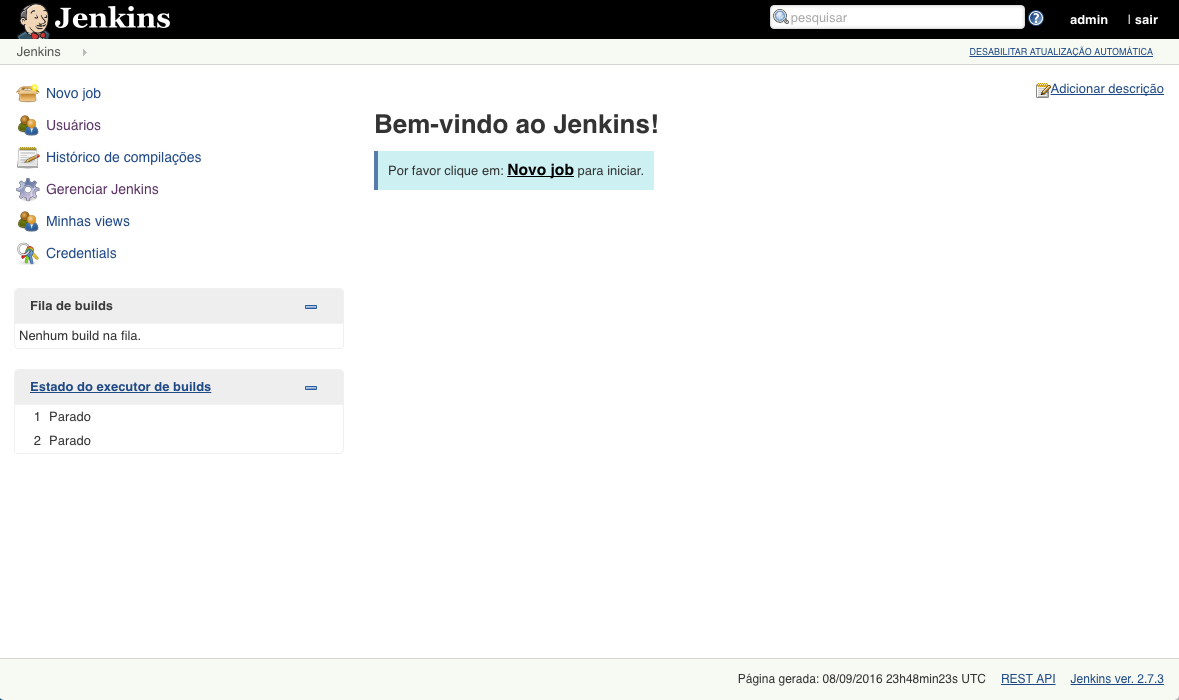 Jenkins
pesquisar
admin
| sair
Jenkins
DESABILITAR ATUALIZAÇÃO AUTOMÁTICA
Novo job
Usuários
Histórico de compilações
Gerenciar Jenkins
Minhas views
Credentials
Fila de builds
Nenhum build na fila.
Estado do executor de builds
1 Parado
2 Parado
Adicionar descrição
Bem-vindo ao Jenkins!
Por favor clique em: Novo job para iniciar.
Página gerada: 08/09/2016 23h48min23s UTC REST API Jenkins ver. 2.7.3